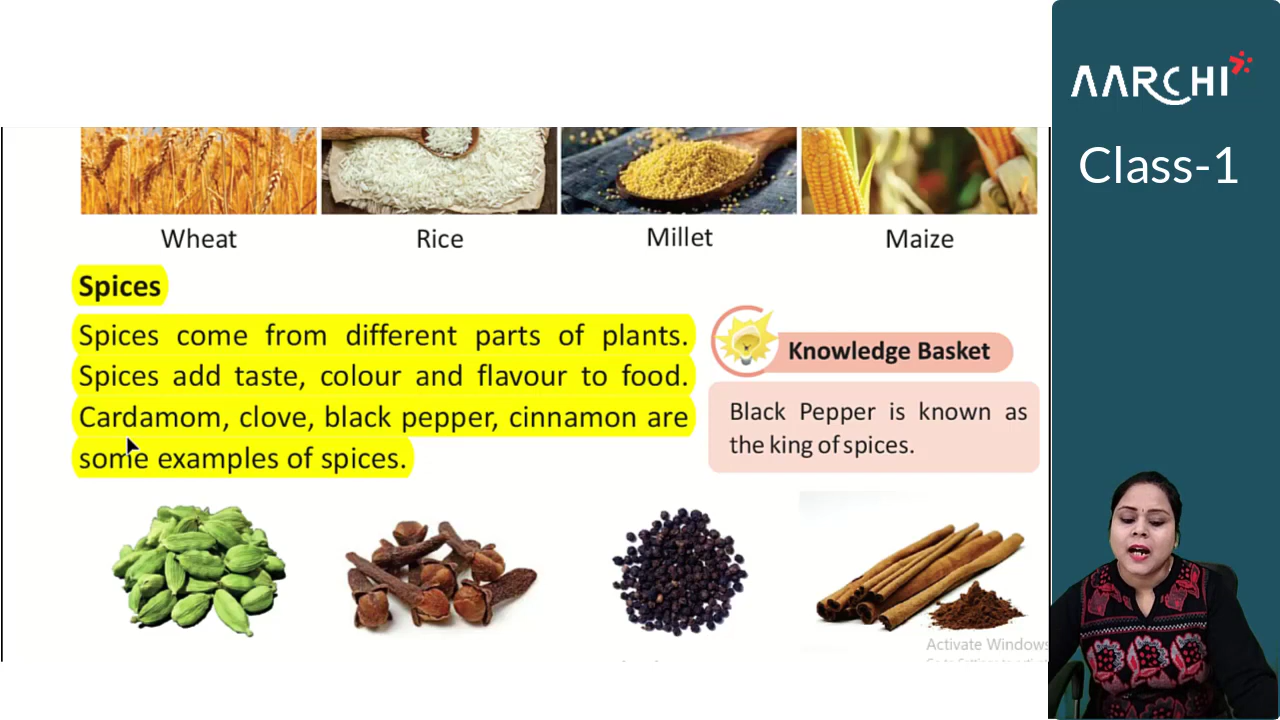 AARCHI
Class-1
Wheat
Rice
Millet
Maize
Spices
Spices come from different parts of plants.
Spices add taste, colour and flavour to food.
Cardamom, clove, black pepper, cinnamon are
some examples of spices.
Knowledge Basket
Black Pepper is known as
the king of spices.
Activate Windows